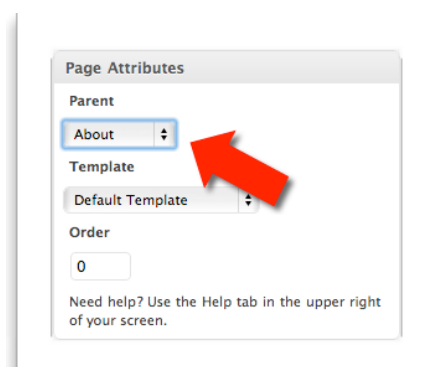 Page Attributes
Parent
About
Template
Default Template
Order
0
Need help? Use the Help tab in the upper right
of your screen.